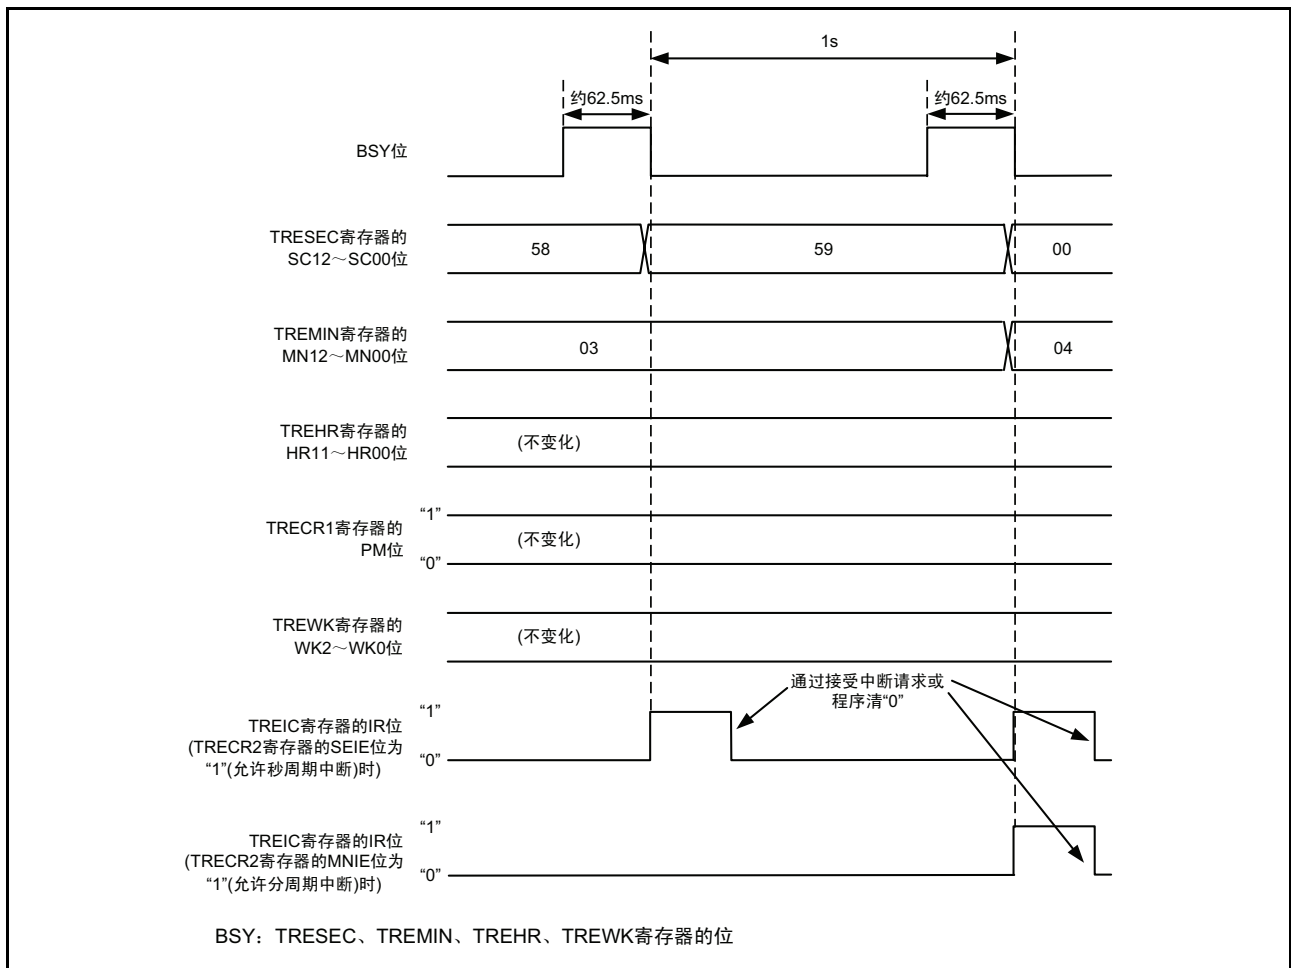 1s
约62.5ms
约62.5ms
BSY位
TRESEC寄存器的
SC12～SC00位
58
59
00
TREMIN寄存器的
MN12～MN00位
03
04
TREHR寄存器的
HR11～HR00位
(不变化)
TRECR1寄存器的
PM位
“1”
“0”
(不变化)
TREWK寄存器的
WK2～WK0位
(不变化)
通过接受中断请求或
程序清“0”
TREIC寄存器的IR位
(TRECR2寄存器的SEIE位为
“1”(允许秒周期中断)时)
“1”
“0”
TREIC寄存器的IR位
(TRECR2寄存器的MNIE位为
“1”(允许分周期中断)时)
“1”
“0”
BSY：TRESEC、TREMIN、TREHR、TREWK寄存器的位